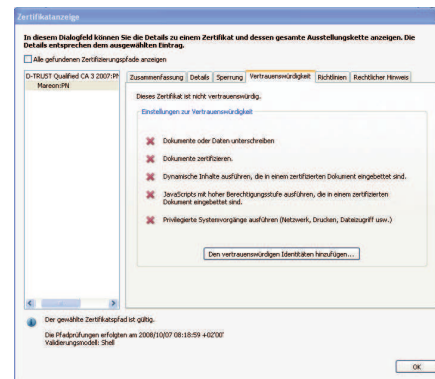 Zertifikatanzeige
In diesem Dialogfeld können Sie die Details zu einem Zertifikat und dessen gesamte Ausstellungskette anzeigen. Die
Details entsprechen dem ausgewählten Eintrag.
Alle gefundenen Zertifizierungspfade anzeigen
D-TRUST Qualified CA 3 2007:PN
Mareon:PN
Zusammenfassung Details Sperrung Vertrauenswürdigkeit Richtlinien Rechtlicher Hinweis
Dieses Zertifikat ist nicht vertrauenswürdig.
Einstellungen zur Vertrauenswürdigkeit
Dokumente oder Daten unterschreiben
Dokumente zertifizieren.
Dynamische Inhalte ausführen, die in einem zertifizierten Dokument eingebettet sind.
JavaScripts mit hoher Berechtigungsstufe ausführen, die in einem zertifizierten
Dokument eingebettet sind.
Privilegierte Systemvorgänge ausführen (Netzwerk, Drucken, Dateizugriff usw.)
Den vertrauenswürdigen Identitäten hinzufügen...
Der gewählte Zertifikatspfad ist gültig.
Die Pfadprüfungen erfolgten am 2008/10/07 08:18:59 +02'00'
Validierungsmodell: Shell
OK